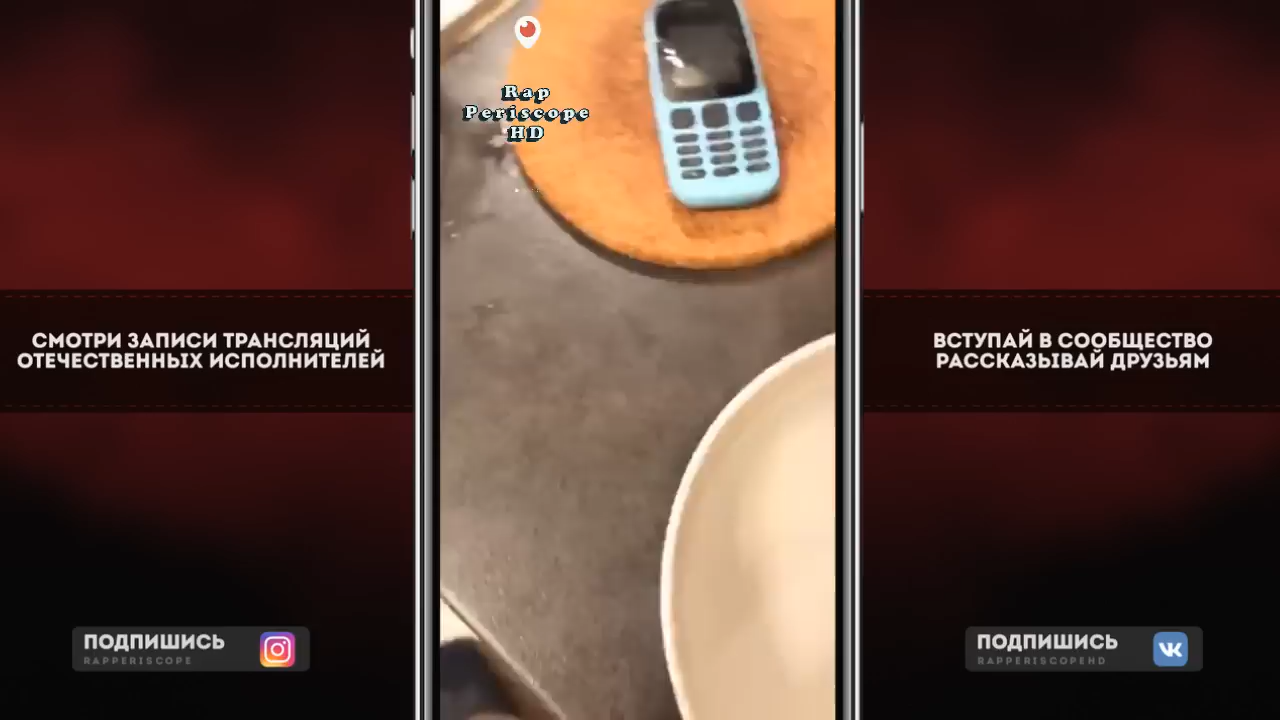 Rap
Periscope
HD
СМОТРИ ЗАПИСИ ТРАНСЛЯЦИЙ
ОТЕЧЕСТВЕННЫХ ИСПОЛНИТЕЛЕЙ
ВСТУПАЙ В СООБЩЕСТВО
РАССКАЗЫВАЙ ДРУЗЬЯМ
ПОДПИШИСЬ
RAPPERISCOPE
ПОДПИШИСЬ
RAPPERISCOPEHD